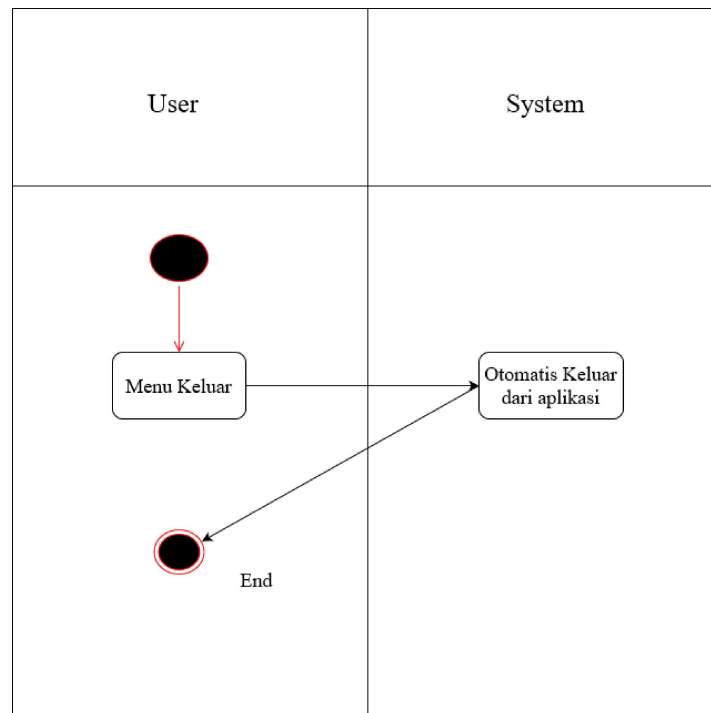 User
System
Menu Keluar
Otomatis Keluar
dari aplikasi
End